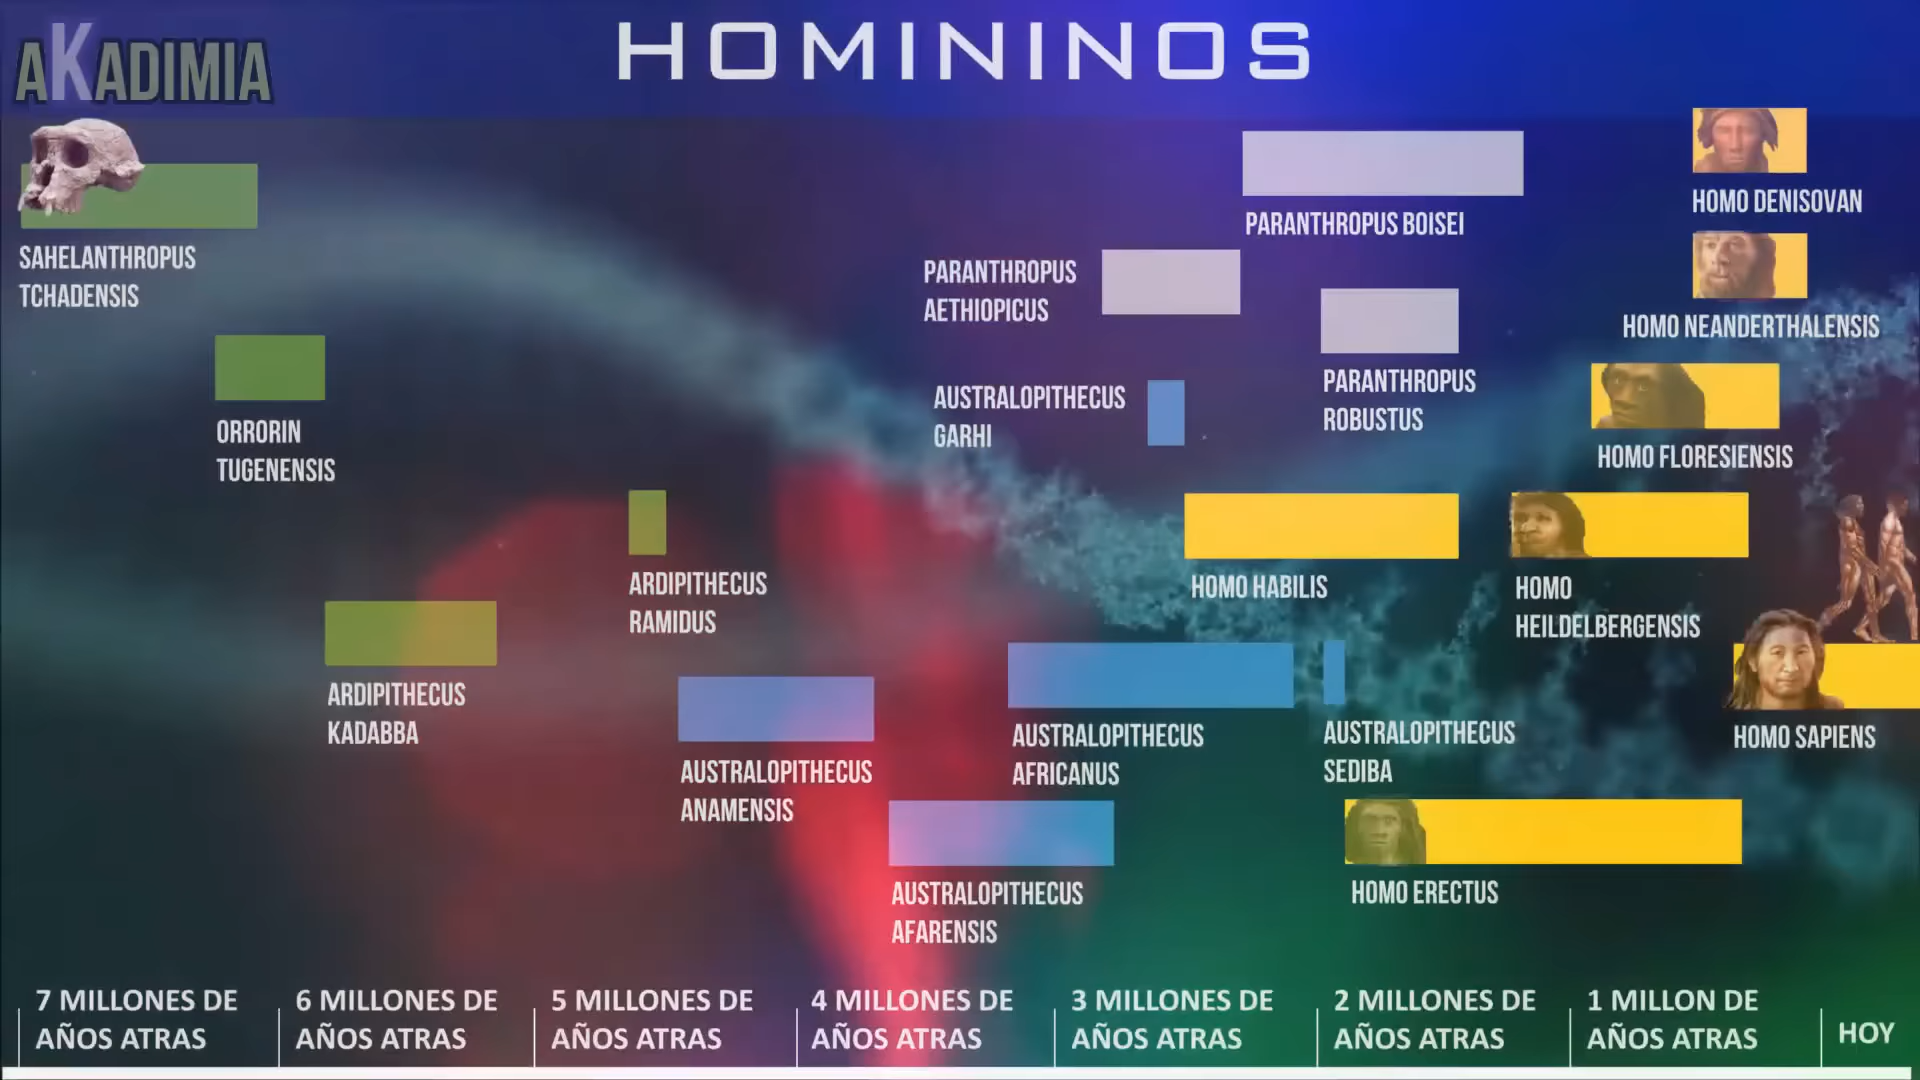 AKADIMIA
HOMININOS
SAHELANTHROPUS
TCHADENSIS
ORRORIN
TUGENENSIS
ARDIPITHECUS
KADABBA
ARDIPITHECUS
RAMIDUS
AUSTRALOPITHECUS
ANAMENSIS
AUSTRALOPITHECUS
AFARENSIS
PARANTHROPUS
AETHIOPICUS
AUSTRALOPITHECUS
GARHI
AUSTRALOPITHECUS
AFRICANUS
PARANTHROPUS BOISEI
PARANTHROPUS
ROBUSTUS
HOMO HABILIS
AUSTRALOPITHECUS
SEDIBA
HOMO ERECTUS
HOMO DENISOVAN
HOMO NEANDERTHALENSIS
HOMO FLORESIENSIS
HOMO
HEILDELBERGENSIS
HOMO SAPIENS
7 MILLONES DE
AÑOS ATRAS
6 MILLONES DE
AÑOS ATRAS
5 MILLONES DE
AÑOS ATRAS
4 MILLONES DE
AÑOS ATRAS
3 MILLONES DE
AÑOS ATRAS
2 MILLONES DE
AÑOS ATRAS
1 MILLON DE
AÑOS ATRAS
HOY